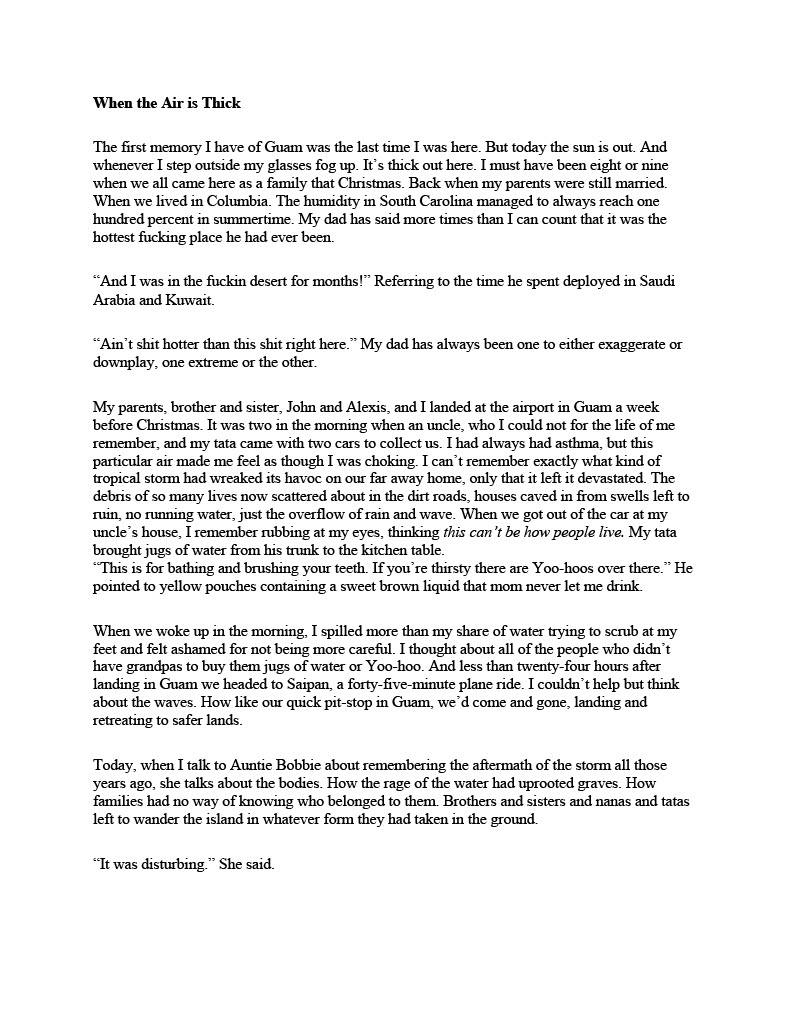 When the Air is Thick
The first memory I have of Guam was the last time I was here. But today the sun is out. And
whenever I step outside my glasses fog up. It’s thick out here. I must have been eight or nine
when we all came here as a family that Christmas. Back when my parents were still married.
When we lived in Columbia. The humidity in South Carolina managed to always reach one
hundred percent in summertime. My dad has said more times than I can count that it was the
hottest fucking place he had ever been.
“And I was in the fuckin desert for months!” Referring to the time he spent deployed in Saudi
Arabia and Kuwait.
“Ain’t shit hotter than this shit right here.” My dad has always been one to either exaggerate or
downplay, one extreme or the other.
My parents, brother and sister, John and Alexis, and I landed at the airport in Guam a week
before Christmas. It was two in the morning when an uncle, who I could not for the life of me
remember, and my tata came with two cars to collect us. I had always had asthma, but this
particular air made me feel as though I was choking. I can’t remember exactly what kind of
tropical storm had wreaked its havoc on our far away home, only that it left it devastated. The
debris of so many lives now scattered about in the dirt roads, houses caved in from swells left to
ruin, no running water, just the overflow of rain and wave. When we got out of the car at my
uncle’s house, I remember rubbing at my eyes, thinking this can’t be how people live. My tata
brought jugs of water from his trunk to the kitchen table.
“This is for bathing and brushing your teeth. If you’re thirsty there are Yoo-hoos over there.” He
pointed to yellow pouches containing a sweet brown liquid that mom never let me drink.
When we woke up in the morning, I spilled more than my share of water trying to scrub at my
feet and felt ashamed for not being more careful. I thought about all of the people who didn’t
have grandpas to buy them jugs of water or Yoo-hoo. And less than twenty-four hours after
landing in Guam we headed to Saipan, a forty-five-minute plane ride. I couldn’t help but think
about the waves. How like our quick pit-stop in Guam, we’d come and gone, landing and
retreating to safer lands.
Today, when I talk to Auntie Bobbie about remembering the aftermath of the storm all those
years ago, she talks about the bodies. How the rage of the water had uprooted graves. How
families had no way of knowing who belonged to them. Brothers and sisters and nanas and tatas
left to wander the island in whatever form they had taken in the ground.
“It was disturbing.” She said.